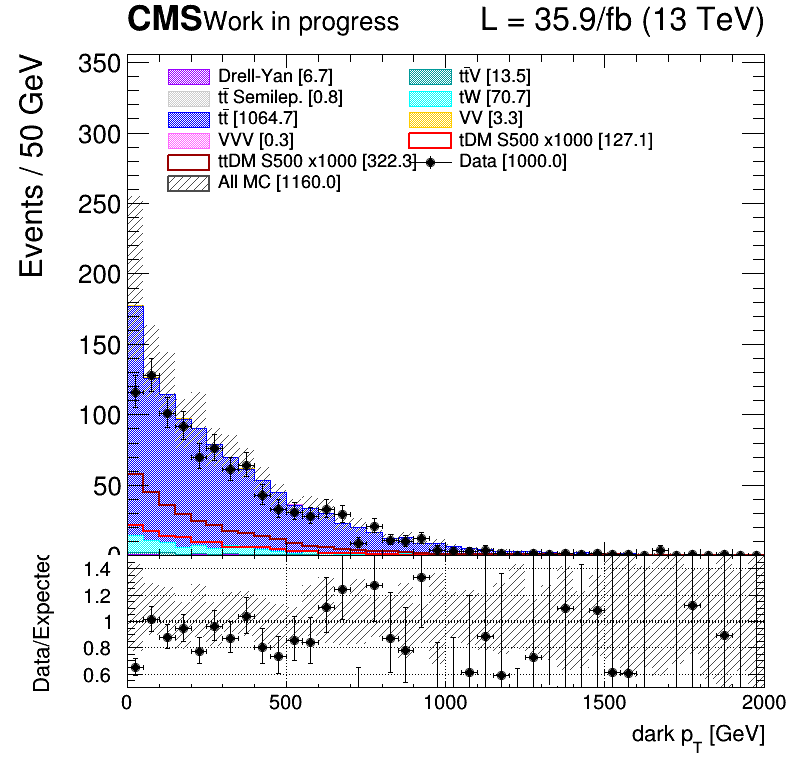 CMS Work in progress L = 35.9/fb (13 TeV)
Events / 50 GeV
350
300
250
200
150
100
50
0
Drell-Yan [6.7] tt̄V [13.5]
tt̄ Semilep. [0.8] tW [70.7]
tt̄ [1064.7] VV [3.3]
VVV [0.3] tDM S500 x1000 [127.1]
ttDM S500 x1000 [322.3] Data [1000.0]
All MC [1160.0]
Data/Expected
1.4
1.2
1
0.8
0.6
0 500 1000 1500 2000
dark p_T [GeV]